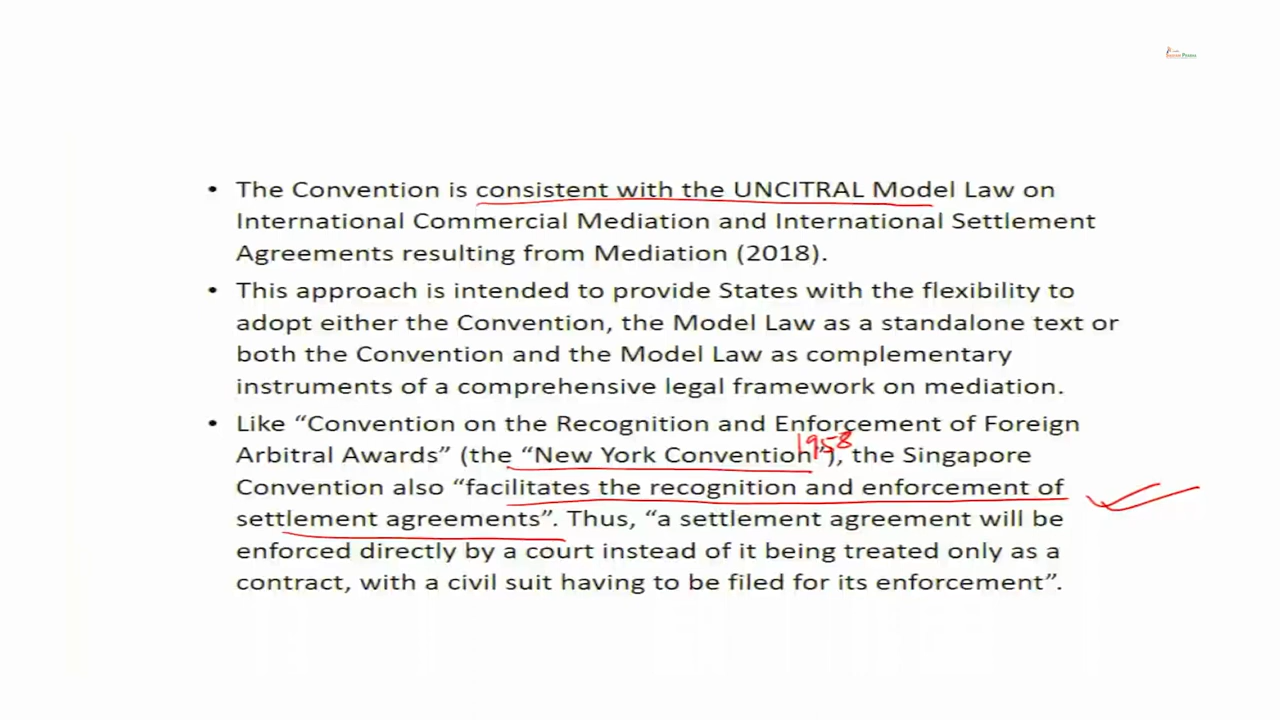 • The Convention is consistent with the UNCITRAL Model Law on
International Commercial Mediation and International Settlement
Agreements resulting from Mediation (2018).
• This approach is intended to provide States with the flexibility to
adopt either the Convention, the Model Law as a standalone text or
both the Convention and the Model Law as complementary
instruments of a comprehensive legal framework on mediation.
• Like “Convention on the Recognition and Enforcement of Foreign
1958
Arbitral Awards” (the “New York Convention”), the Singapore
Convention also “facilitates the recognition and enforcement of
settlement agreements”. Thus, “a settlement agreement will be
enforced directly by a court instead of it being treated only as a
contract, with a civil suit having to be filed for its enforcement”.